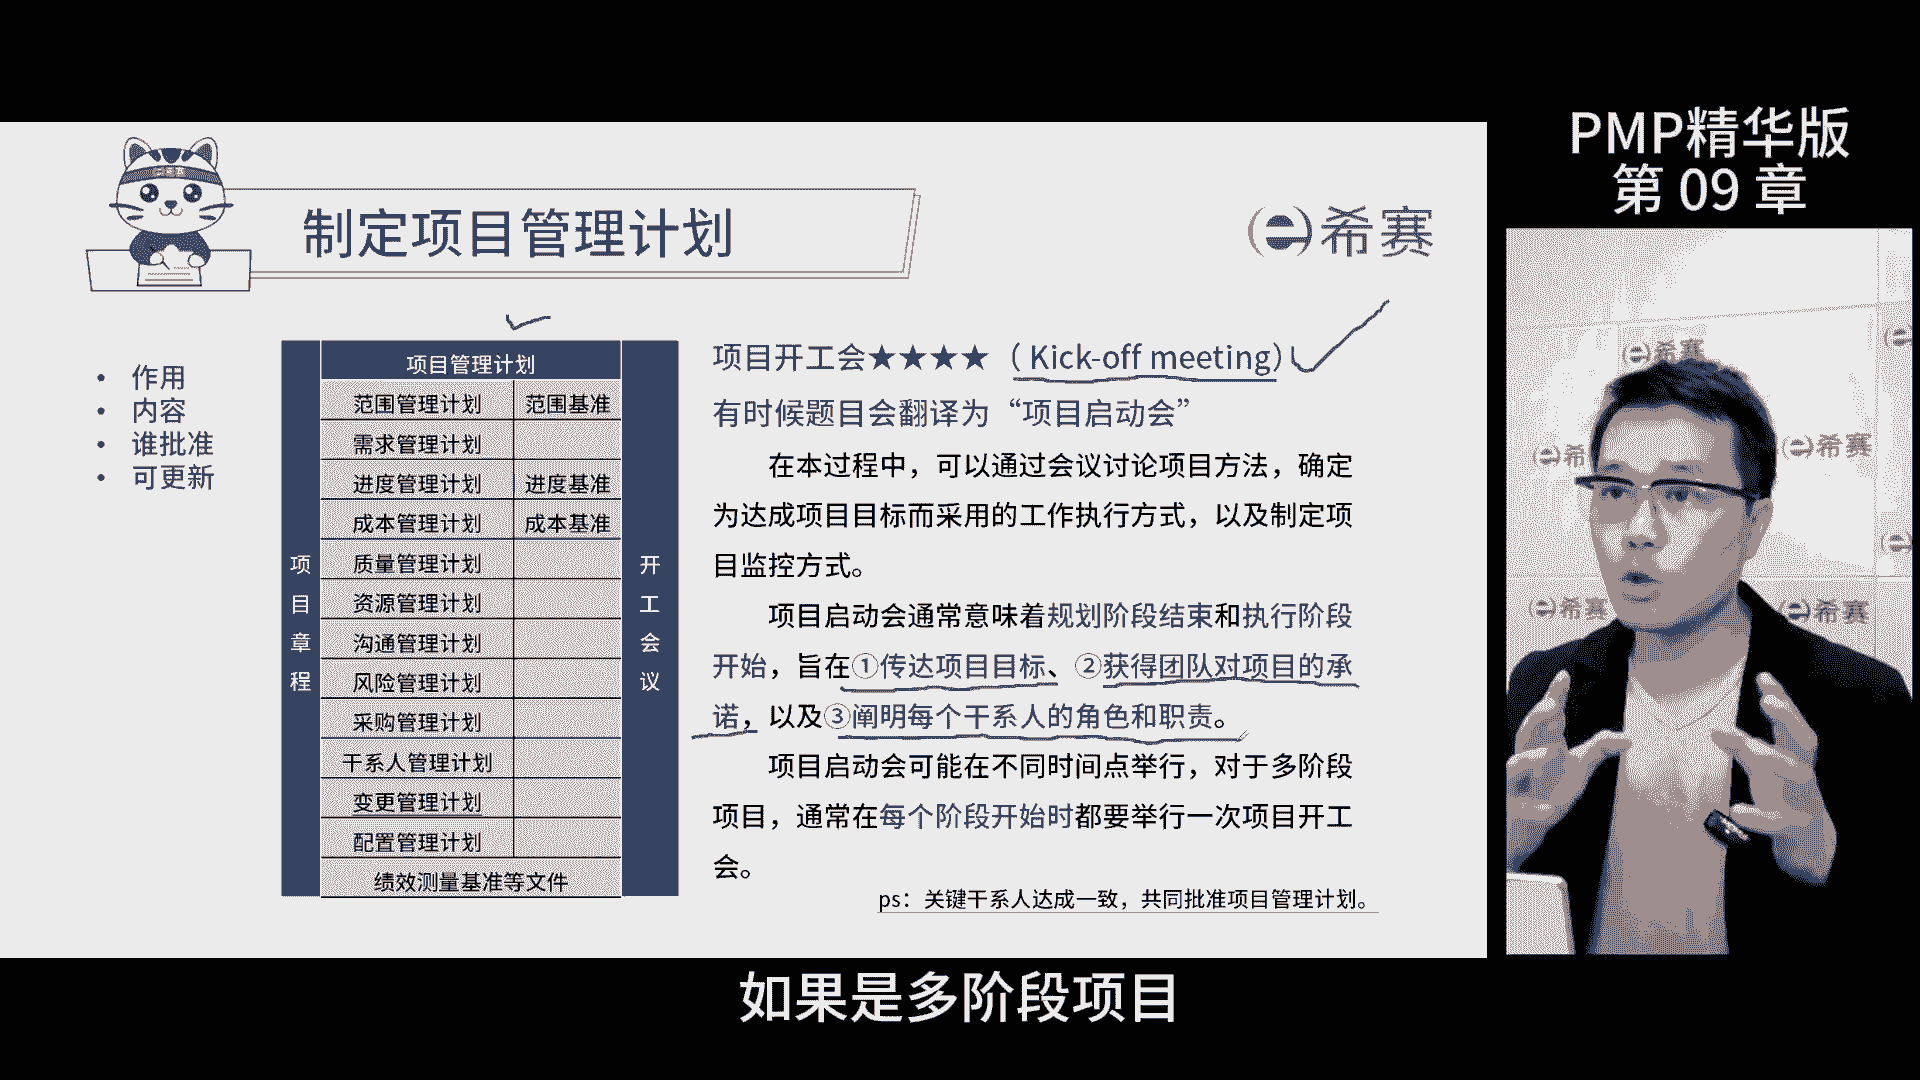 PMP精华版
第 09 章
制定项目管理计划
希赛
作用
内容
谁批准
可更新
项目章程
项目管理计划
范围管理计划 范围基准
需求管理计划
进度管理计划 进度基准
成本管理计划 成本基准
质量管理计划
资源管理计划
沟通管理计划
风险管理计划
采购管理计划
干系人管理计划
变更管理计划
配置管理计划
绩效测量基准等文件
开工会议
项目开工会★★★★（ Kick-off meeting）
有时候题目会翻译为“项目启动会”
在本过程中，可以通过会议讨论项目方法，确定
为达成项目目标而采用的工作执行方式，以及制定项
目监控方式。
项目启动会通常意味着规划阶段结束和执行阶段
开始，旨在①传达项目目标、②获得团队对项目的承
诺，以及③阐明每个干系人的角色和职责。
项目启动会可能在不同时间点举行，对于多阶段
项目，通常在每个阶段开始时都要举行一次项目开工
会。
ps：关键干系人达成一致，共同批准项目管理计划。
希赛
希赛
希赛
希赛
希赛
如果是多阶段项目